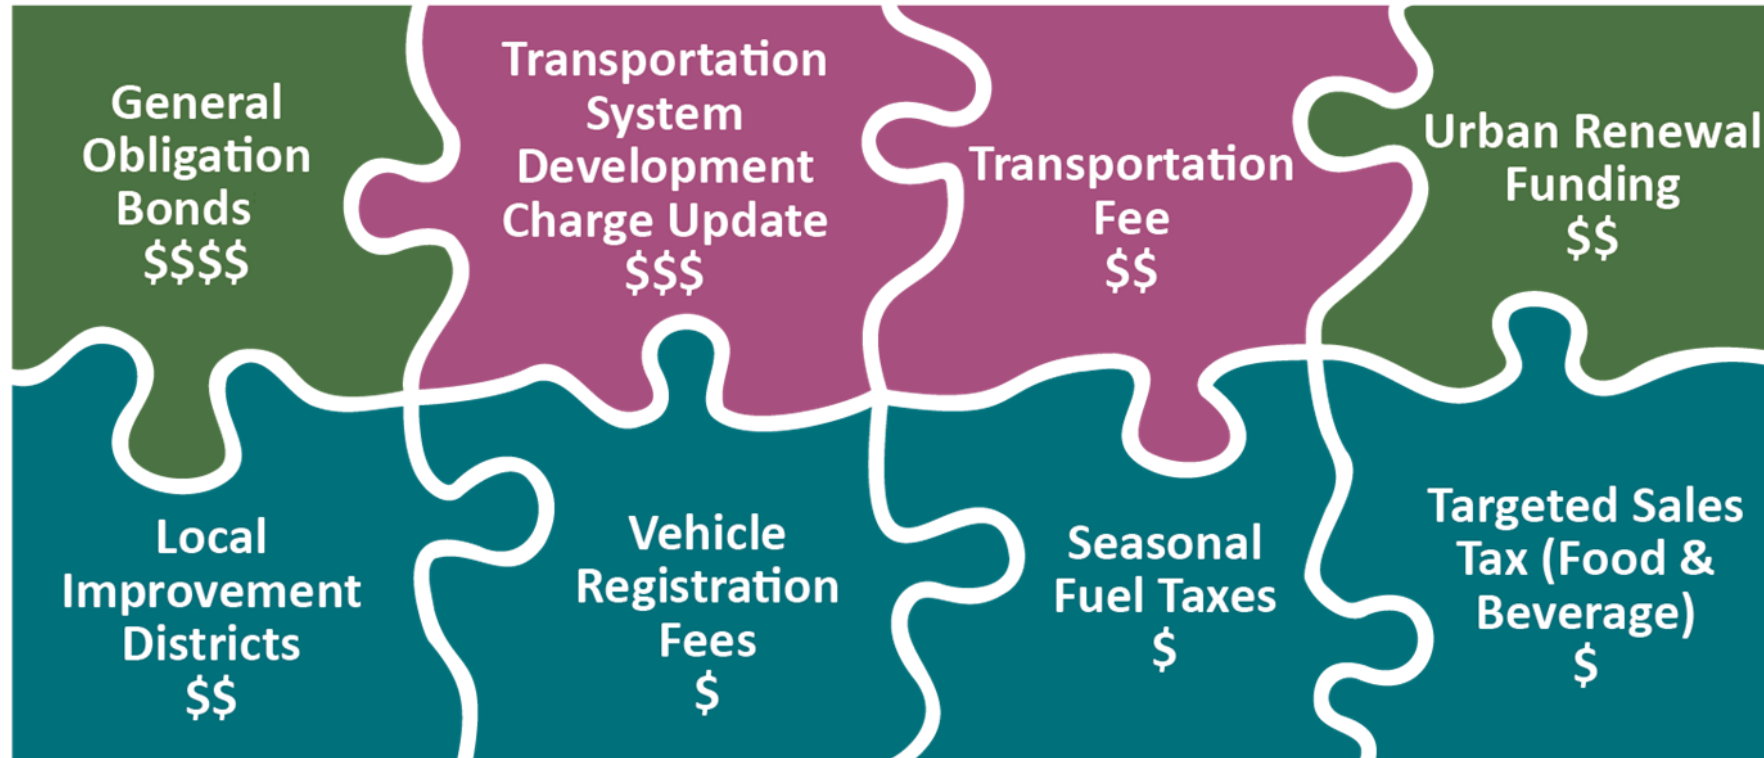 General
Obligation
Bonds
$$$$
Transportation
System
Development
Charge Update
$$$
Transportation
Fee
$$
Urban Renewal
Funding
$$
Local
Improvement
Districts
$$
Vehicle
Registration
Fees
$
Seasonal
Fuel Taxes
$
Targeted Sales
Tax (Food &
Beverage)
$